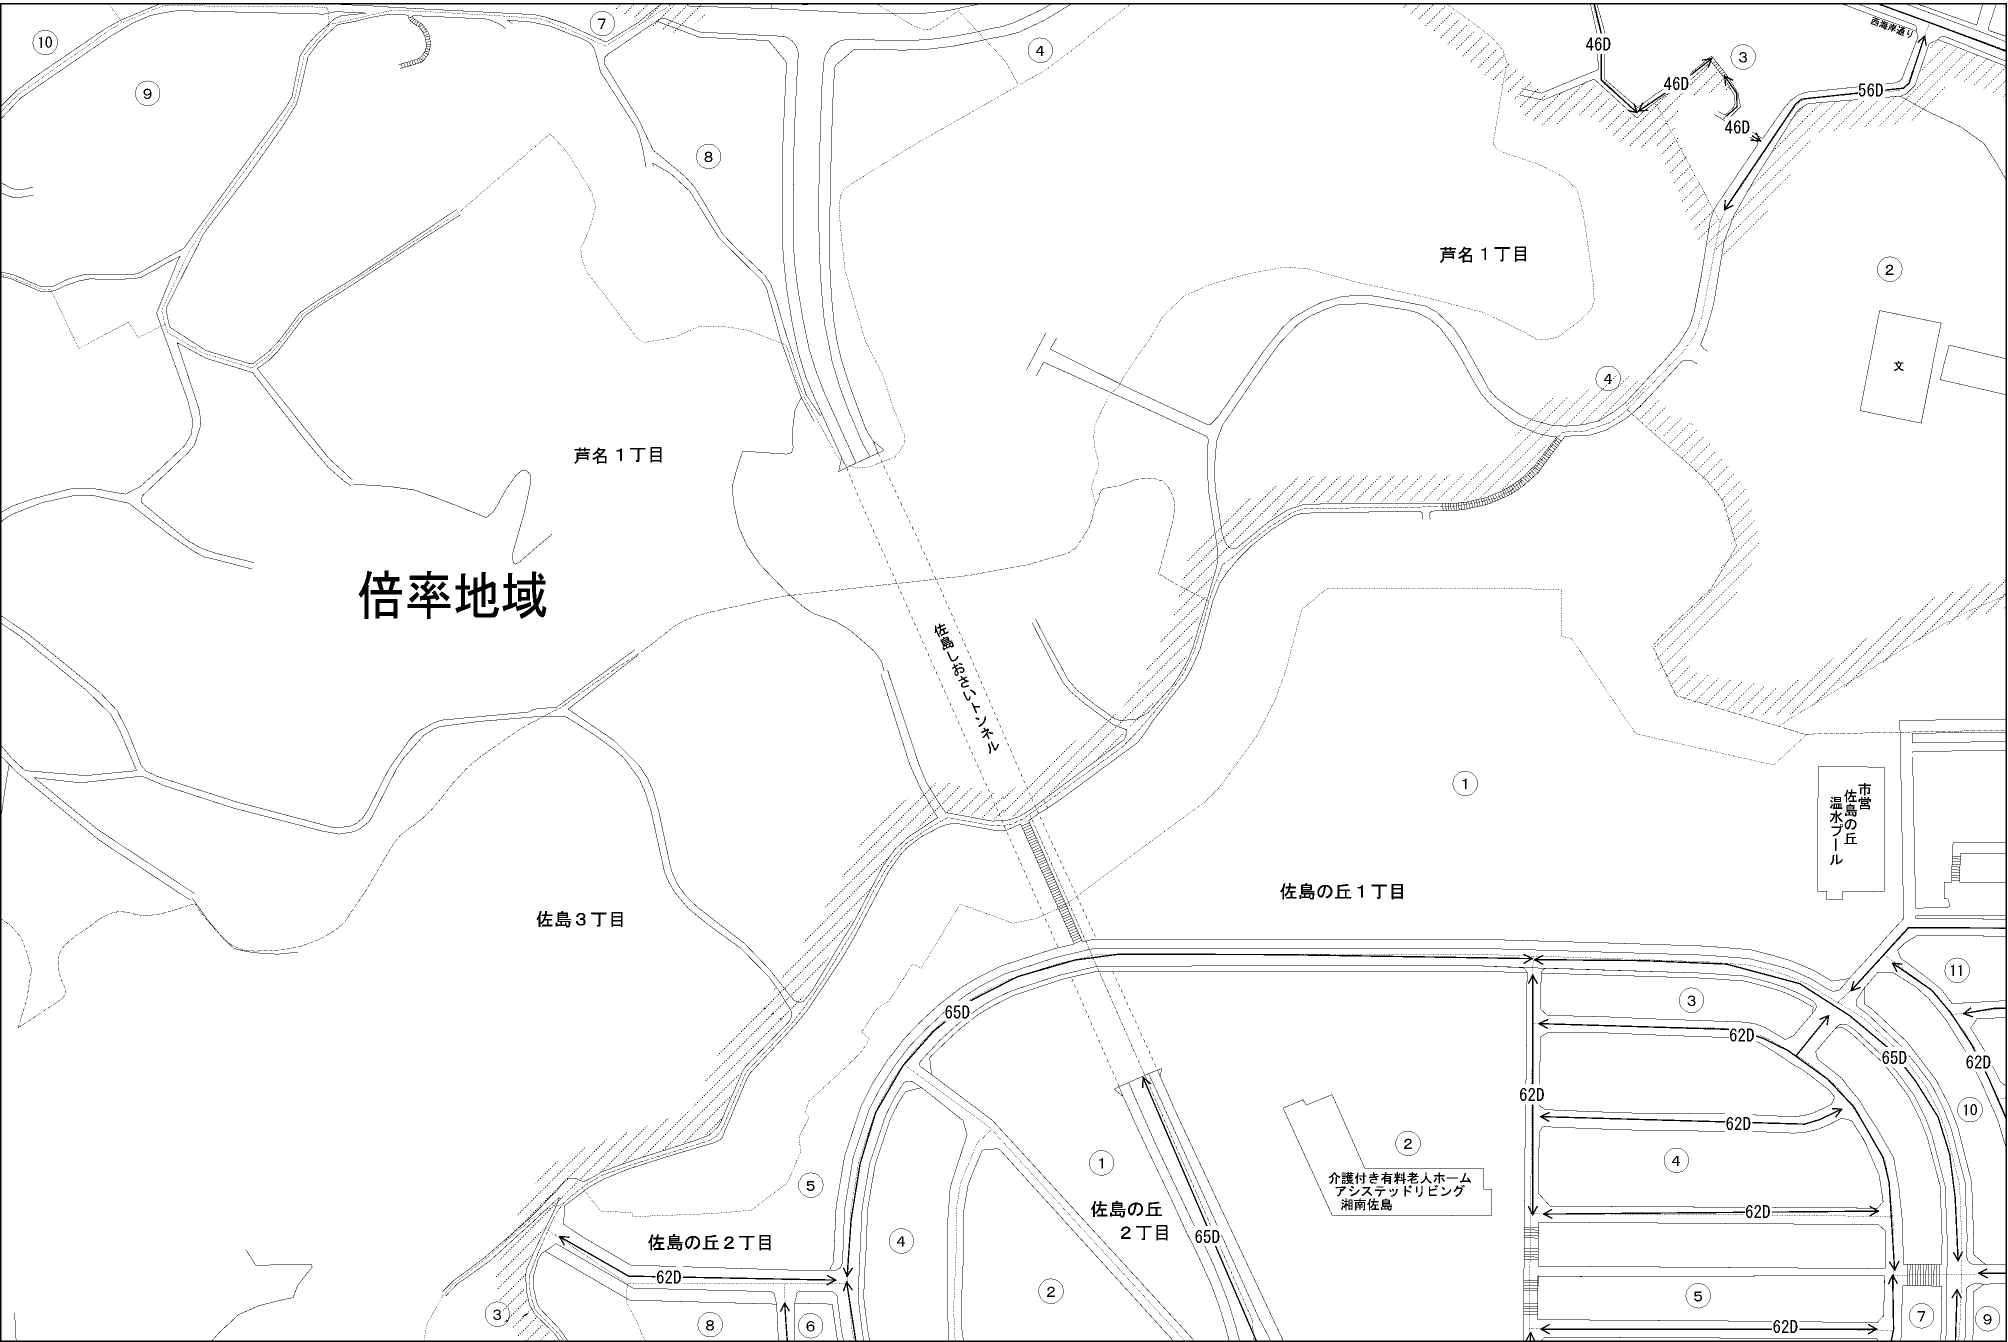 ⑩
⑦
④
46D
③
西海岸通り
⑨
46D
56D
⑧
46D
芦名1丁目
②
文
④
芦名1丁目
倍率地域
佐島しおさいトンネル
①
市営
佐島の丘
温水プール
佐島3丁目
佐島の丘1丁目
⑪
65D
③
62D
65D
62D
62D
⑩
62D
②
④
①
介護付き有料老人ホーム
アシステッドリビング
湘南佐島
⑤
佐島の丘
2丁目
62D
65D
④
佐島の丘2丁目
62D
②
⑤
③
⑧
⑥
62D
⑦
⑨